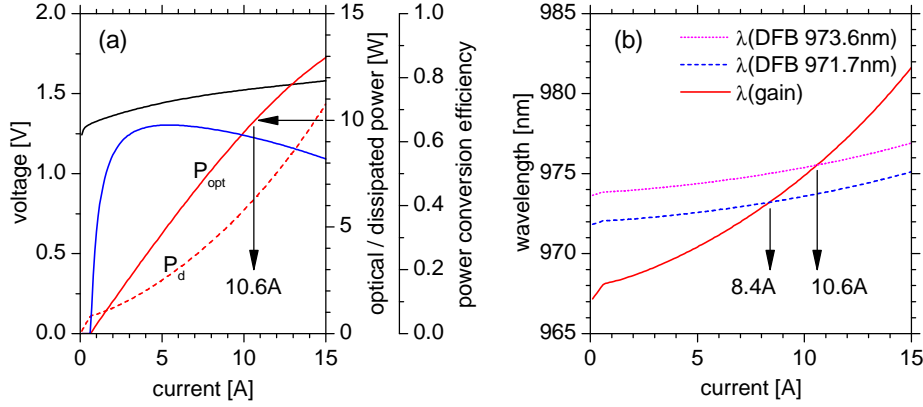 (a)
2.0
1.5
1.0
0.5
0.0
voltage [V]
0
5
10
15
current [A]
15
10
5
0
optical / dissipated power [W]
1.0
0.8
0.6
0.4
0.2
0.0
power conversion efficiency
P_opt
P_d
10.6A
(b)
985
980
975
970
965
wavelength [nm]
0
5
10
15
current [A]
λ(DFB 973.6nm)
λ(DFB 971.7nm)
λ(gain)
8.4A
10.6A